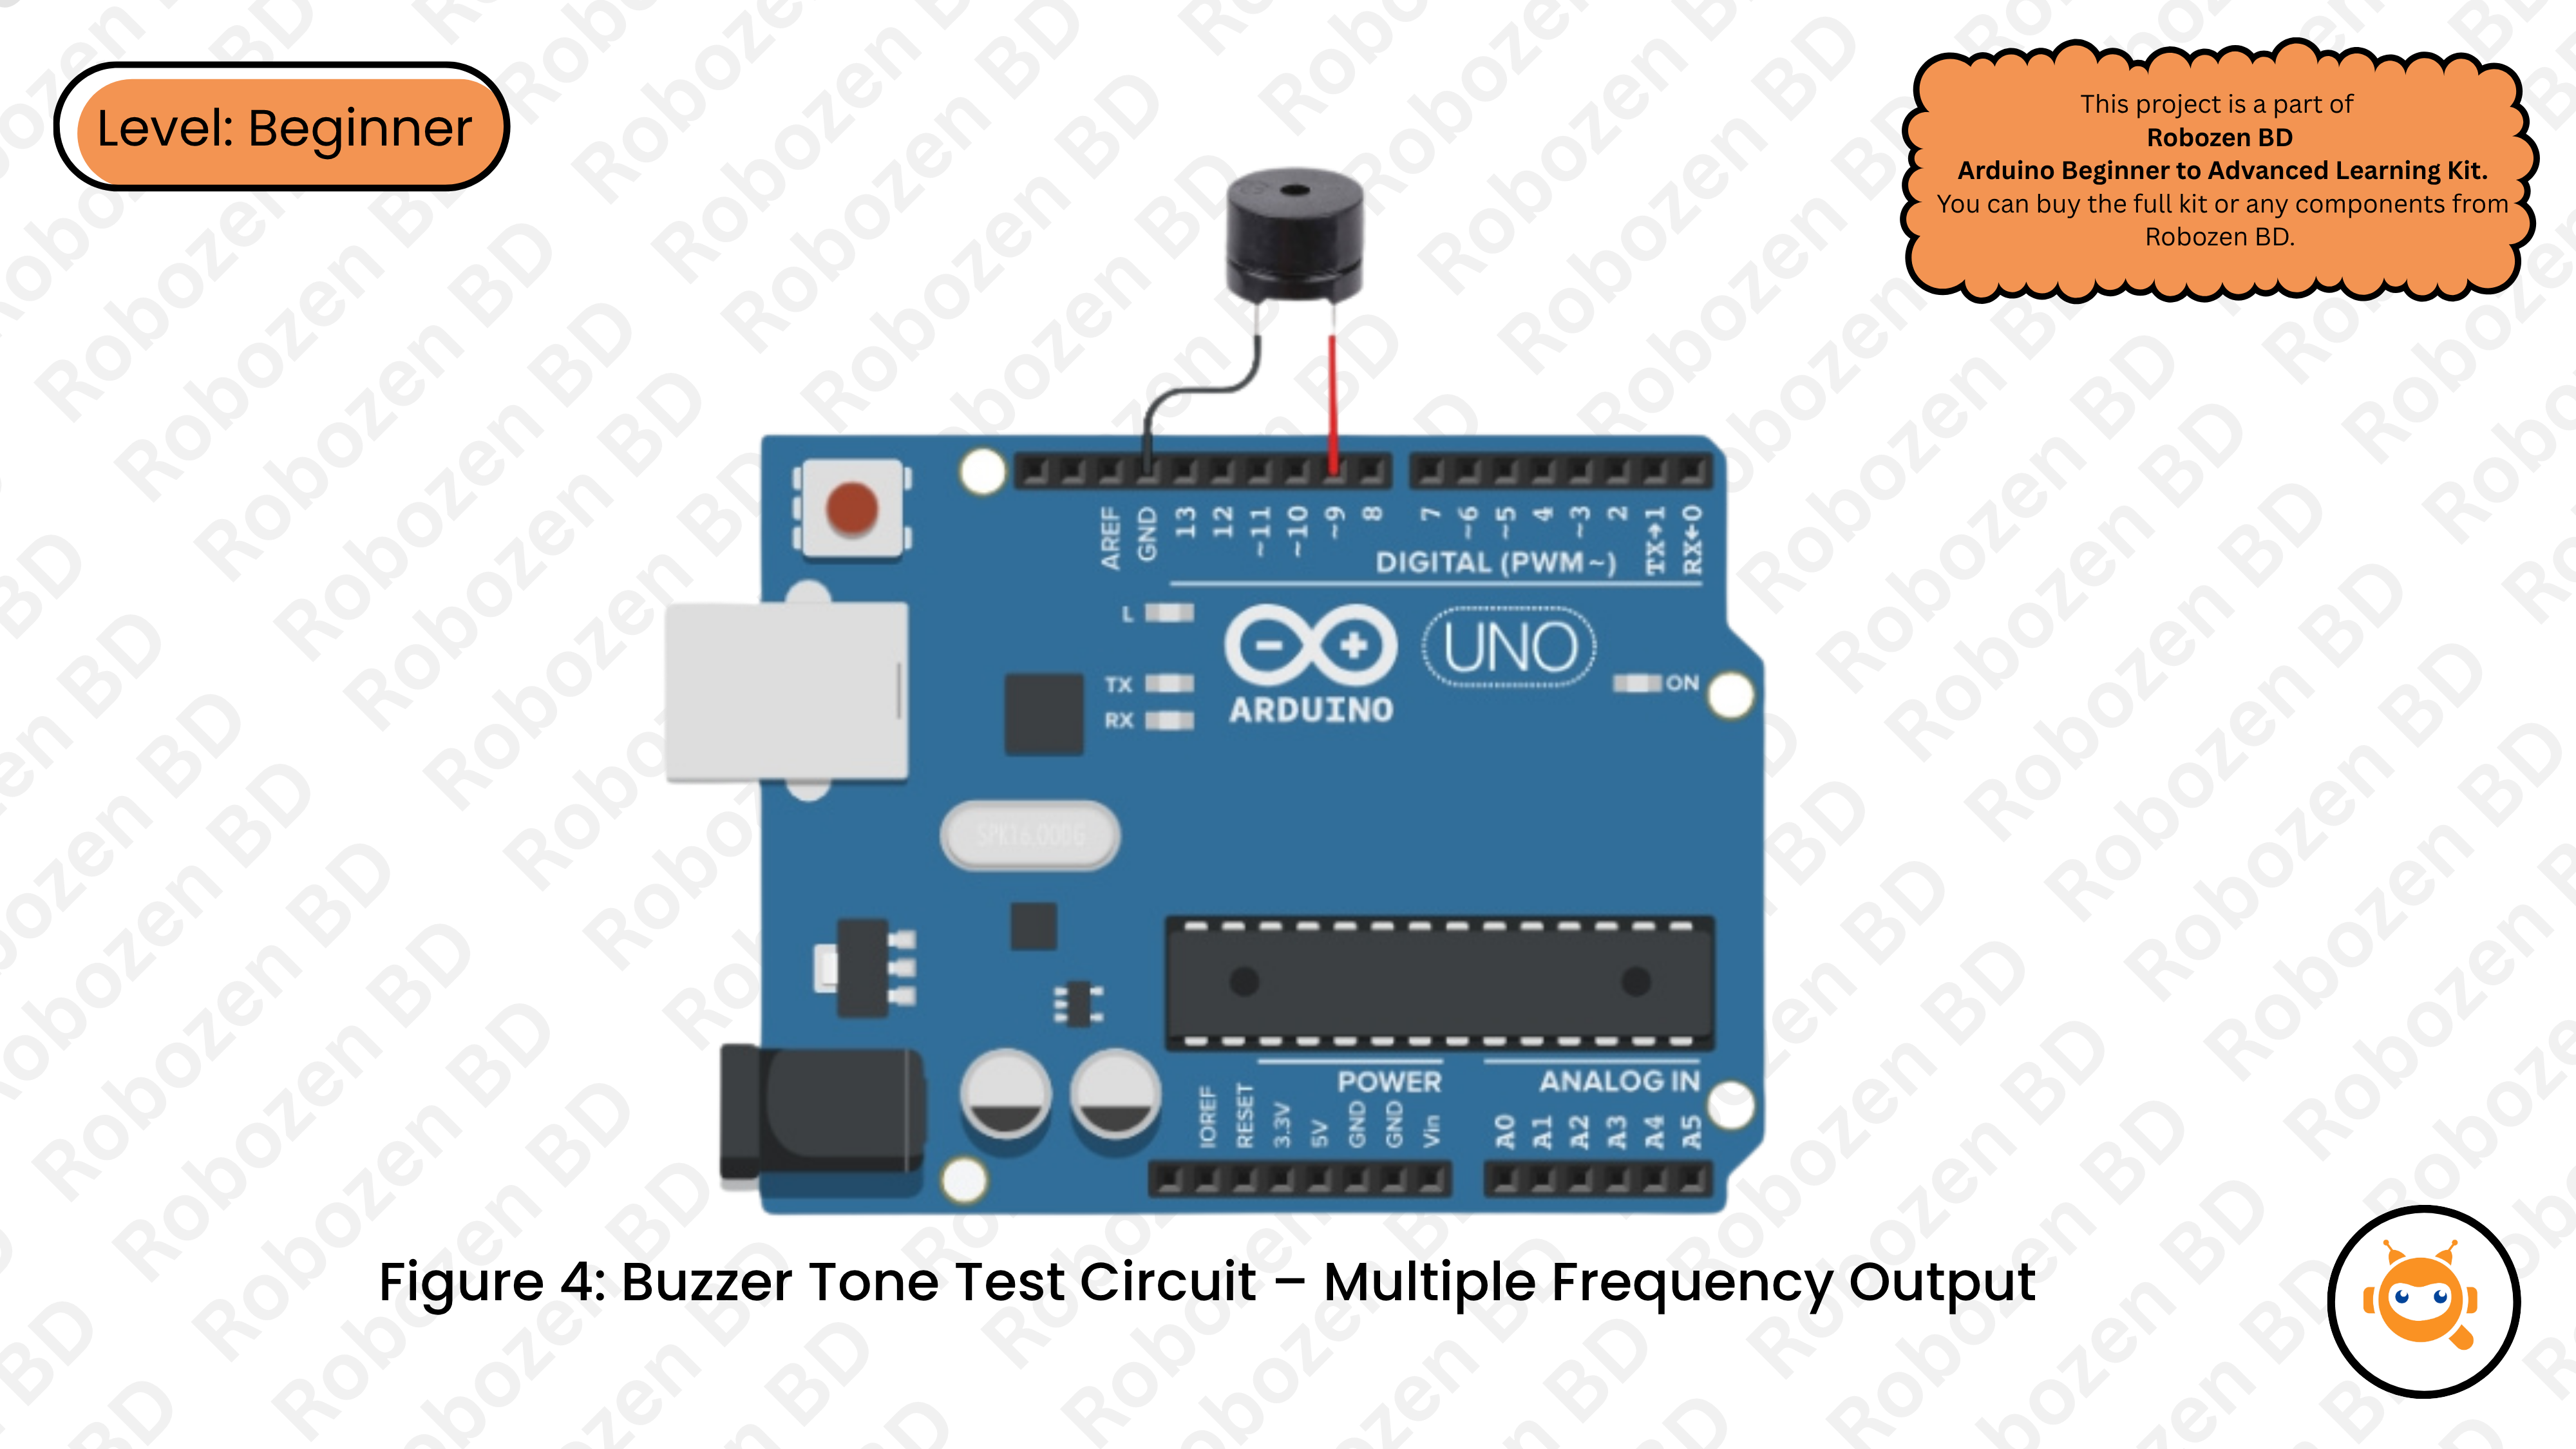 Level: Beginner
This project is a part of
Robozen BD
Arduino Beginner to Advanced Learning Kit.
You can buy the full kit or any components from
Robozen BD.
AREF
GND
13
12
~11
~10
~9
8
7
~6
~5
4
~3
2
TX→1
RX←0
DIGITAL (PWM~)
L
TX
RX
ARDUINO
UNO
ON
SPK16.000G
POWER
ANALOG IN
IOREF
RESET
3.3V
5V
GND
GND
Vin
A0
A1
A2
A3
A4
A5
Figure 4: Buzzer Tone Test Circuit – Multiple Frequency Output
Robozen BD